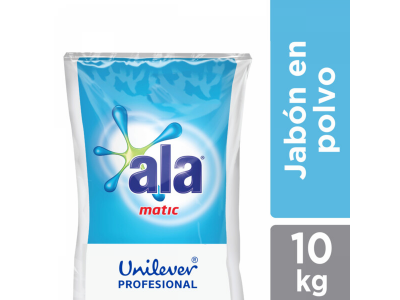 ala®
matic
Unilever®
PROFESIONAL
Jabón en
polvo
10
kg